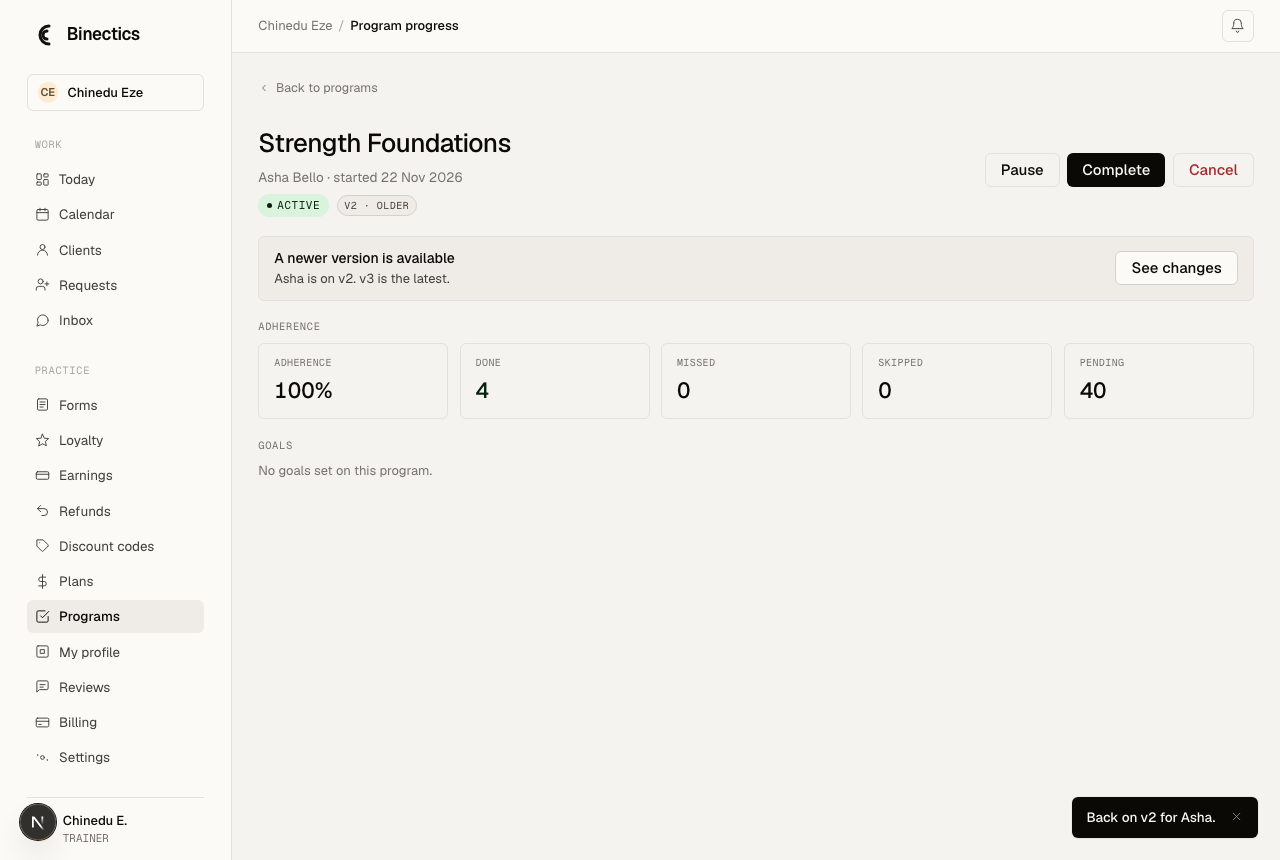 Binectics
CE Chinedu Eze
WORK
Today
Calendar
Clients
Requests
Inbox
PRACTICE
Forms
Loyalty
Earnings
Refunds
Discount codes
Plans
Programs
My profile
Reviews
Billing
Settings
N Chinedu E.
TRAINER
Chinedu Eze / Program progress
Back to programs
Strength Foundations
Asha Bello · started 22 Nov 2026
ACTIVE V2 · OLDER
Pause Complete Cancel
A newer version is available
Asha is on v2. v3 is the latest.
See changes
ADHERENCE
ADHERENCE DONE MISSED SKIPPED PENDING
100% 4 0 0 40
GOALS
No goals set on this program.
Back on v2 for Asha.